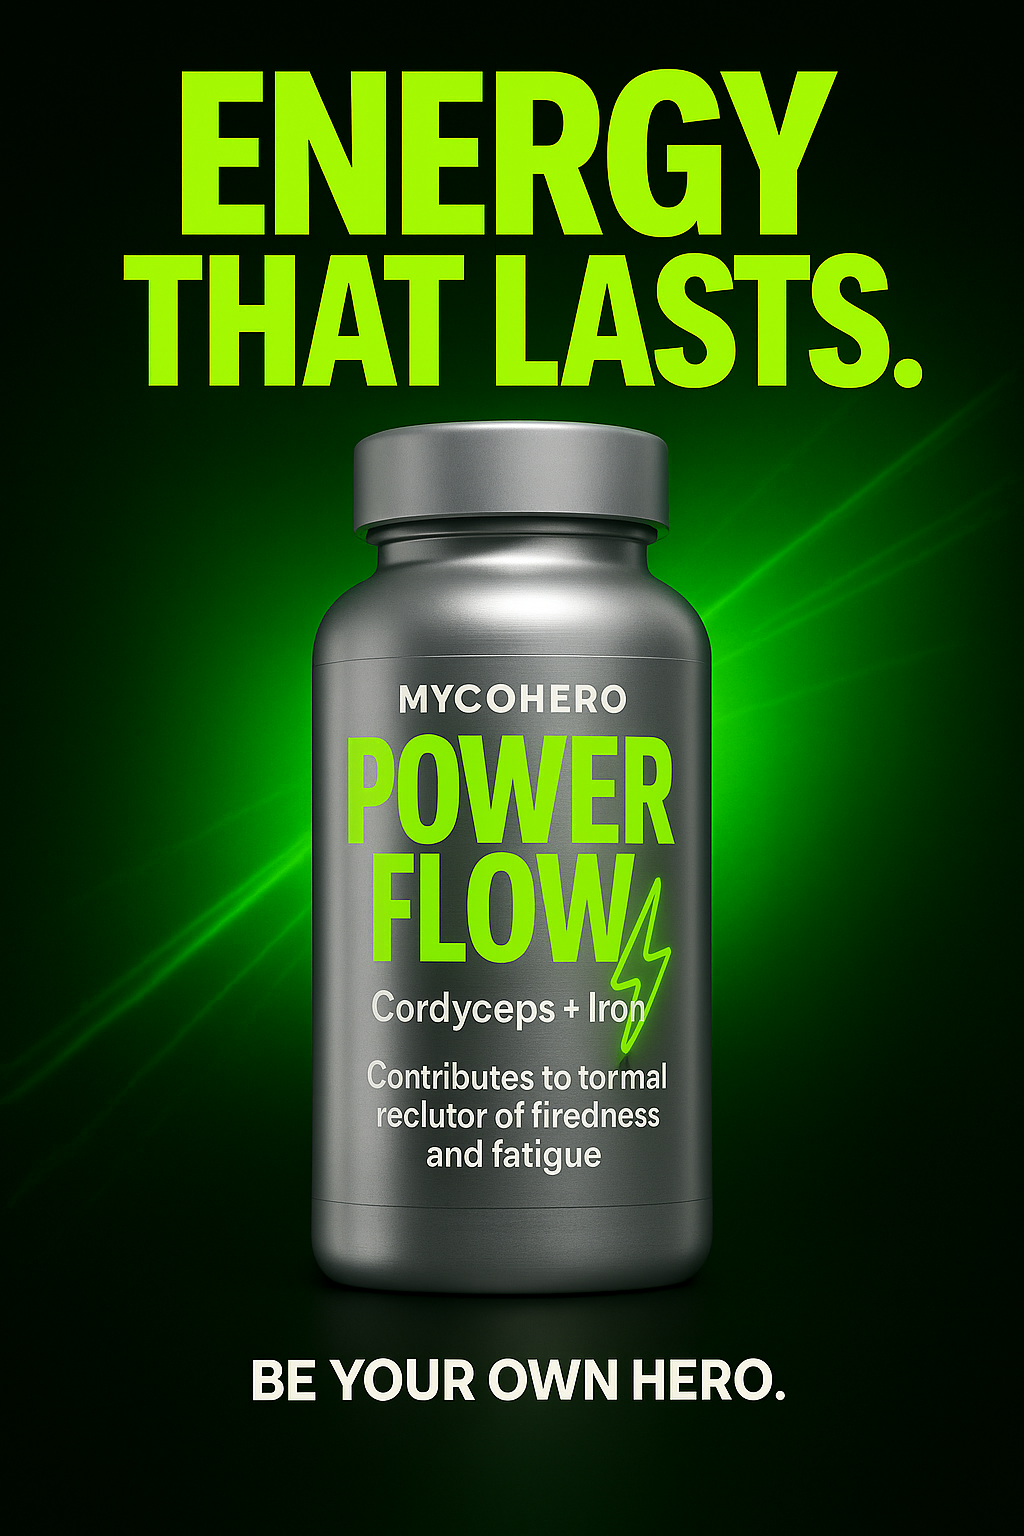 ENERGY
THAT LASTS.
MYCOHERO
POWER
FLOW
Cordyceps + Iron
Contributes to tormal
reclutor of firedness
and fatigue
BE YOUR OWN HERO.